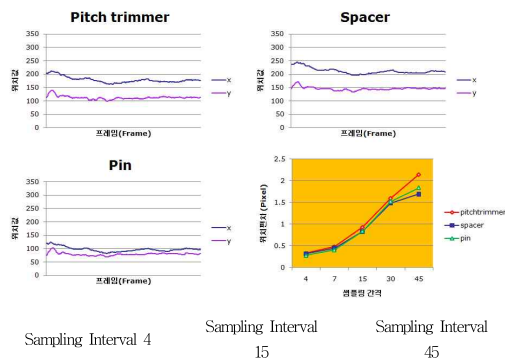 Pitch trimmer
350
300
250
200
150
100
50
0
위치값
프레임(Frame)
x
y
Spacer
350
300
250
200
150
100
50
0
위치값
프레임(Frame)
x
y
Pin
350
300
250
200
150
100
50
0
위치값
프레임(Frame)
x
y
2.5
2
1.5
1
0.5
0
위치편차(Pixel)
4 7 15 30 45
샘플링 간격
pitchtrimmer
spacer
pin
Sampling Interval 4
Sampling Interval
15
Sampling Interval
45